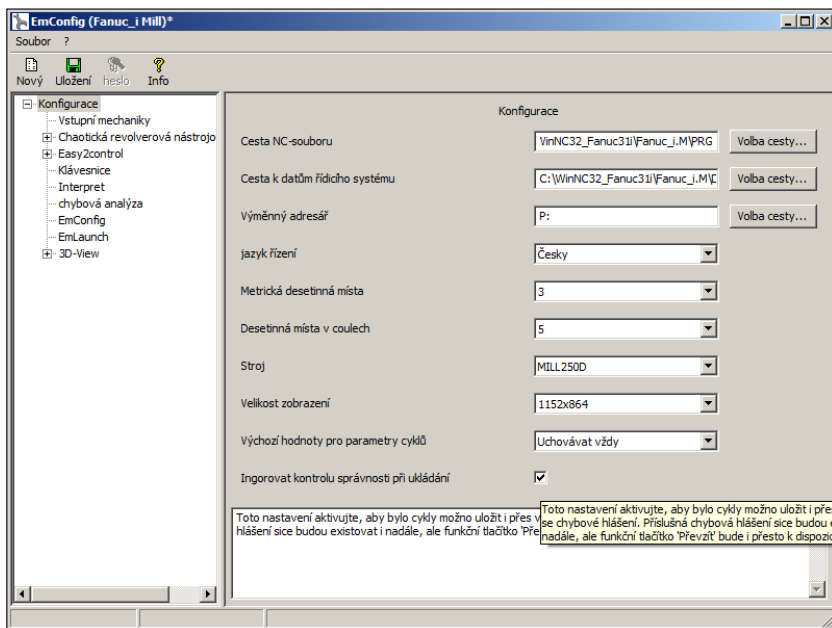 EmConfig (Fanuc_i Mill)*
Soubor ?
Nový Uložení heslo Info
Konfigurace
Vstupní mechaniky
Chaotická revolverová nástrojo
Easy2control
Klávesnice
Interpret
chybová analýza
EmConfig
EmLaunch
3D-View
Konfigurace
Cesta NC-souboru VinNC32_Fanuc31i\Fanuc_i.M\PRG Volba cesty...
Cesta k datům řídicího systému C:\WinNC32_Fanuc31i\Fanuc_i.M\D Volba cesty...
Výměnný adresář P: Volba cesty...
jazyk řízení Česky
Metrická desetinná místa 3
Desetinná místa v coulech 5
Stroj MILL250D
Velikost zobrazení 1152x864
Výchozí hodnoty pro parametry cyklů Uchovávat vždy
Ingorovat kontrolu správnosti při ukládání
Toto nastavení aktivujte, aby bylo cykly možno uložit i přes v
hlášení sice budou existovat i nadále, ale funkční tlačítko 'Pře
Toto nastavení aktivujte, aby bylo cykly možno uložit i přes
se chybové hlášení. Příslušná chybová hlášení sice budou e
nadále, ale funkční tlačítko 'Převzít' bude i přesto k dispozic